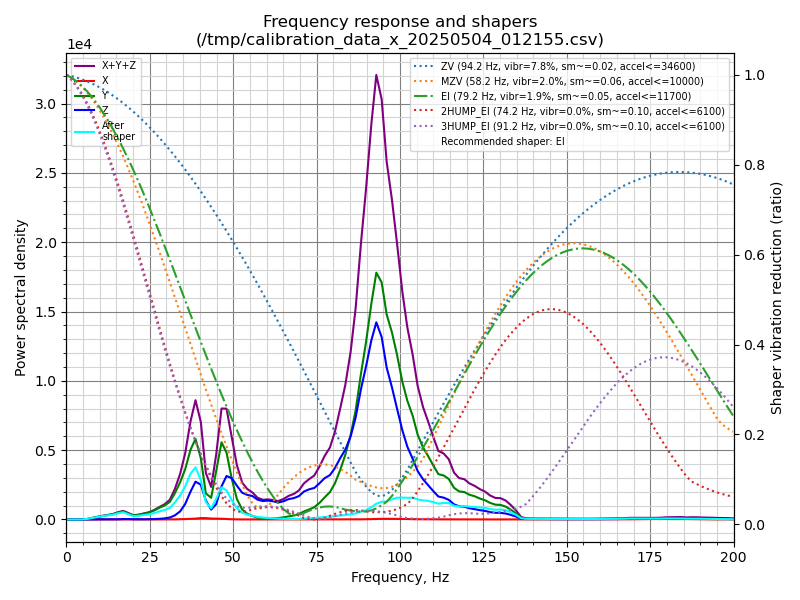 Frequency response and shapers
(/tmp/calibration_data_x_20250504_012155.csv)
1e4
X+Y+Z
X
Y
Z
After
shaper
ZV (94.2 Hz, vibr=7.8%, sm~=0.02, accel<=34600)
MZV (58.2 Hz, vibr=2.0%, sm~=0.06, accel<=10000)
EI (79.2 Hz, vibr=1.9%, sm~=0.05, accel<=11700)
2HUMP_EI (74.2 Hz, vibr=0.0%, sm~=0.10, accel<=6100)
3HUMP_EI (91.2 Hz, vibr=0.0%, sm~=0.10, accel<=6100)
Recommended shaper: EI
Power spectral density
3.0
2.5
2.0
1.5
1.0
0.5
0.0
1.0
0.8
0.6
0.4
0.2
0.0
Shaper vibration reduction (ratio)
0 25 50 75 100 125 150 175 200
Frequency, Hz